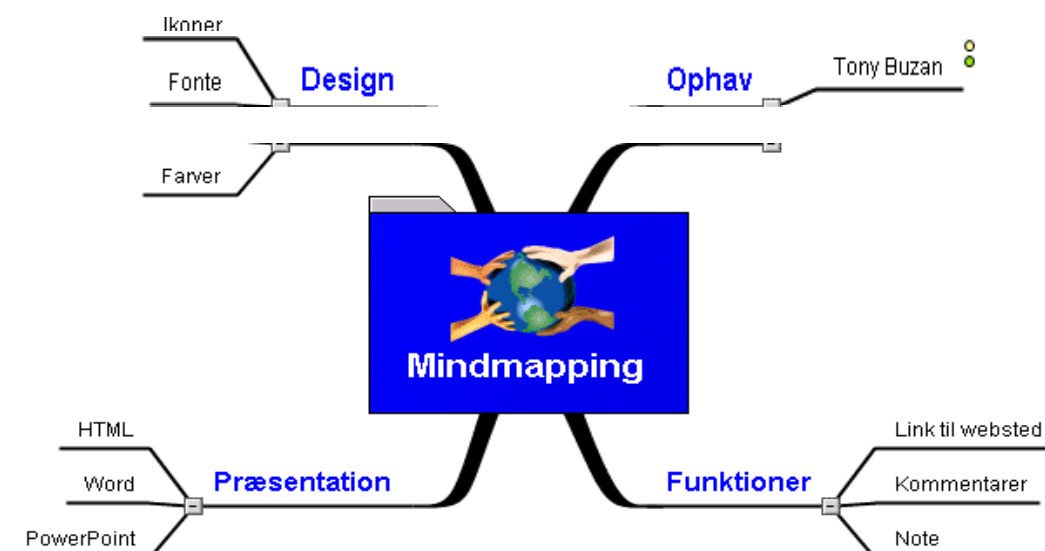 Ikoner
Fonte
Farver
Design
Ophav
Tony Buzan
Mindmapping
HTML
Word
PowerPoint
Præsentation
Funktioner
Link til websted
Kommentarer
Note